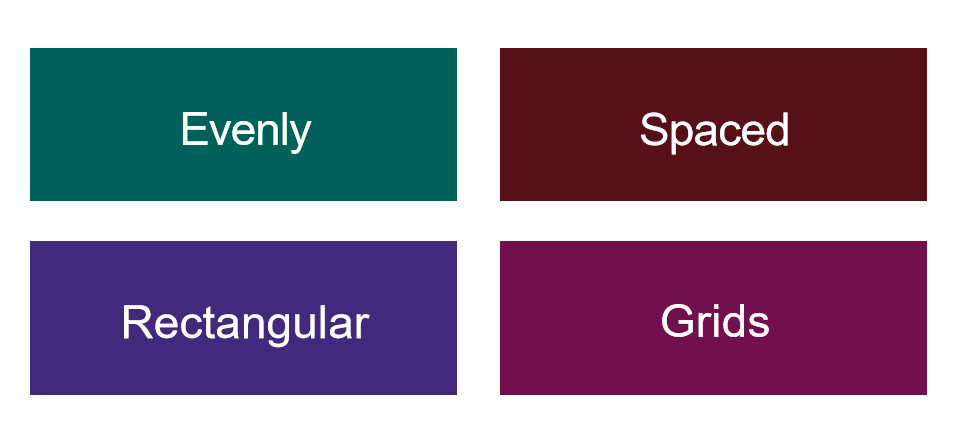 Evenly
Spaced
Rectangular
Grids